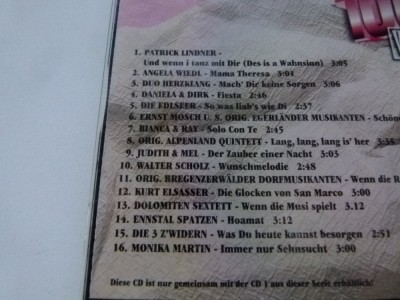 1. PATRICK LINDNER -
Und wenn i tanz mit Dir (Des is a Wahnsinn) 3:05
2. ANGELA WIEDL - Mama Theresa 3:04
3. DUO HERZKLANG - Mach' Dir keine Sorgen 3:06
4. DANIELA & DIRK - Fiesta 2:46
5. DIE EDLSEER - So was liab's wie Di 2:57
6. ERNST MOSCH U. S. ORIG. EGERLÄNDER MUSIKANTEN - Schön
7. BIANCA & RAY - Solo Con Te 2:45
8. ORIG. ALPENLAND QUINTETT - Lang, lang, lang is' her 3:55
9. JUDITH & MEL - Der Zauber einer Nacht 3:03
10. WALTER SCHOLZ - Wunschmelodie 2:48
11. ORIG. BREGENZERWÄLDER DORFMUSIKANTEN - Wenn die R
12. KURT ELSASSER - Die Glocken von San Marco 3:00
13. DOLOMITEN SEXTETT - Wenn die Musi spielt 3.12
14. ENNSTAL SPATZEN - Hoamat 3:12
15. DIE 3 Z'WIDERN - Was Du heute kannst besorgen 2:51
16. MONIKA MARTIN - Immer nur Sehnsucht 3:00
Diese CD ist nur gemeinsam mit der CD 1 aus dieser Serie erhältlich!